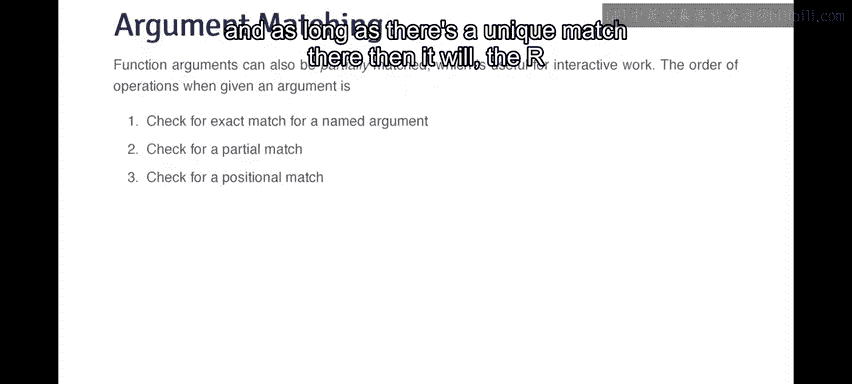 Argument Matching
and as long as there's a unique match
there then it will, the R
Function arguments can also be partially matched, which is useful for interactive work. The order of
operations when given an argument is
1. Check for exact match for a named argument
2. Check for a partial match
3. Check for a positional match